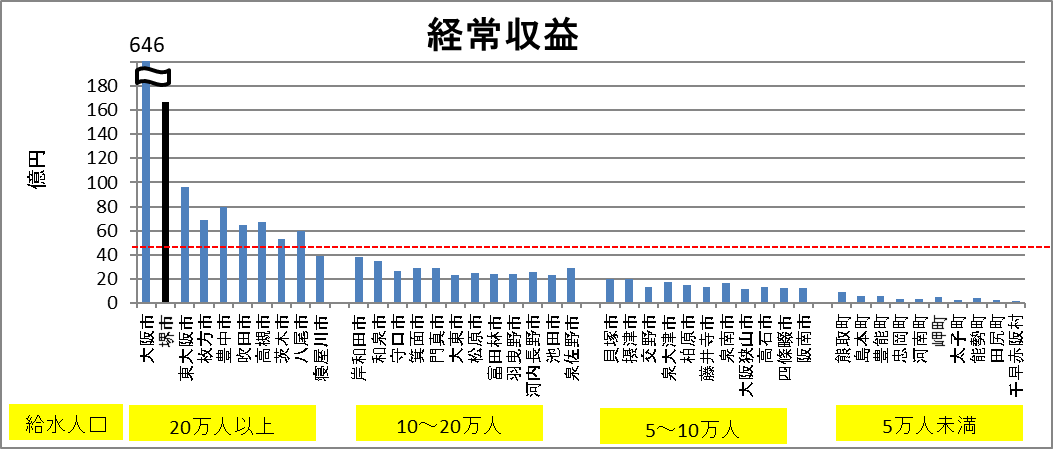 経常収益
646
億円
180
160
140
120
100
80
60
40
20
0
大阪市
堺市
東大阪市
枚方市
豊中市
吹田市
高槻市
茨木市
八尾市
寝屋川市
岸和田市
和泉市
守口市
箕面市
門真市
大東市
松原市
富田林市
羽曳野市
河内長野市
池田市
泉佐野市
貝塚市
摂津市
交野市
泉大津市
柏原市
藤井寺市
泉南市
大阪狭山市
高石市
四條畷市
阪南市
熊取町
島本町
豊能町
忠岡町
河南町
岬町
太子町
能勢町
田尻町
千早赤阪村
給水人口
20万人以上
10～20万人
5～10万人
5万人未満